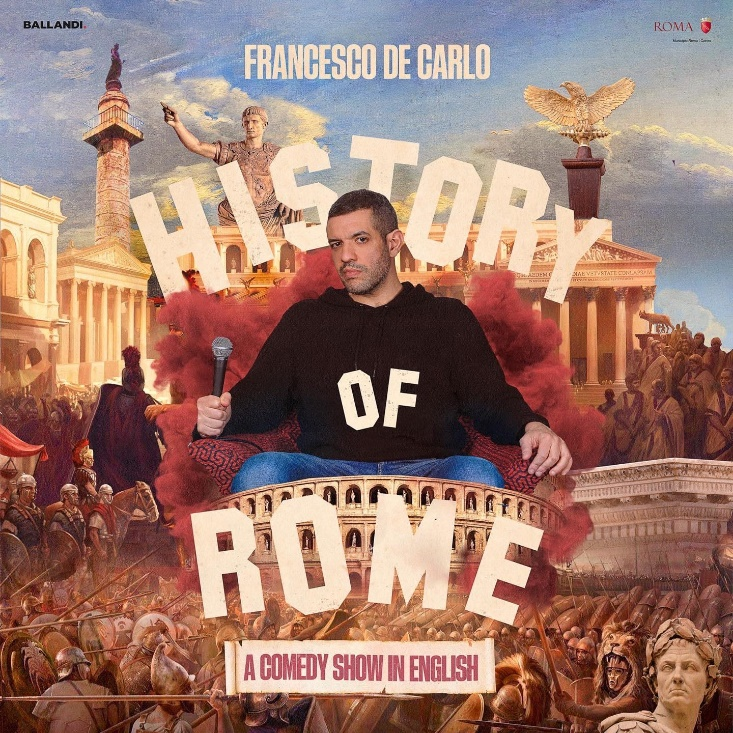 BALLANDI.
ROMA
FRANCESCO DE CARLO
HISTORY
OF
ROME
A COMEDY SHOW IN ENGLISH